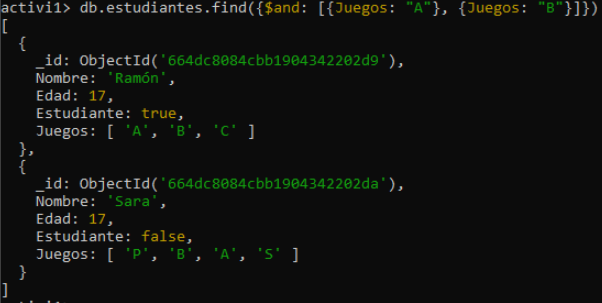 activi1> db.estudiantes.find({$and: [{Juegos: "A"}, {Juegos: "B"}]})
[
  {
    _id: ObjectId('664dc8084cbb1904342202d9'),
    Nombre: 'Ramón',
    Edad: 17,
    Estudiante: true,
    Juegos: [ 'A', 'B', 'C' ]
  },
  {
    _id: ObjectId('664dc8084cbb1904342202da'),
    Nombre: 'Sara',
    Edad: 17,
    Estudiante: false,
    Juegos: [ 'P', 'B', 'A', 'S' ]
  }
]